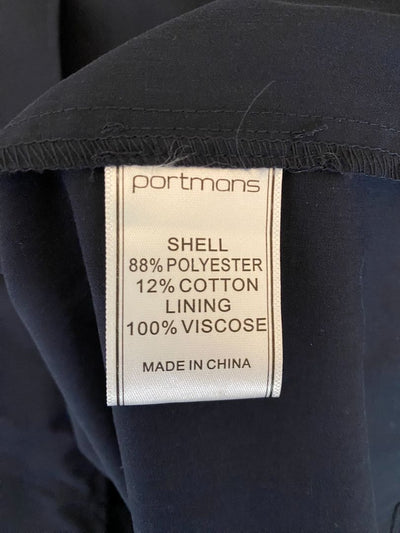 portmans
SHELL
88% POLYESTER
12% COTTON
LINING
100% VISCOSE
MADE IN CHINA